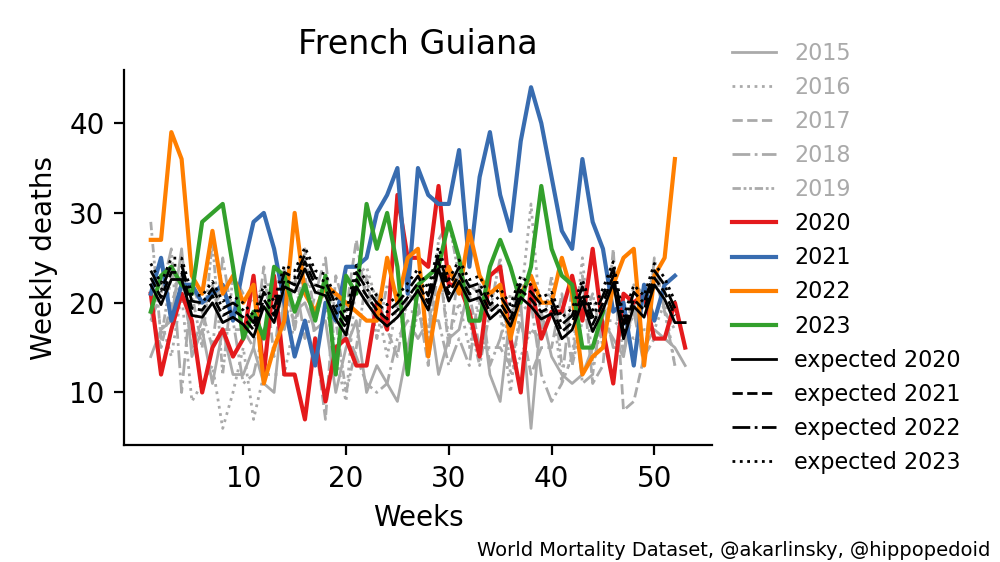 French Guiana
Weekly deaths
40
30
20
10
10 20 30 40 50
Weeks
2015
2016
2017
2018
2019
2020
2021
2022
2023
expected 2020
expected 2021
expected 2022
expected 2023
World Mortality Dataset, @akarlinsky, @hippopedoid